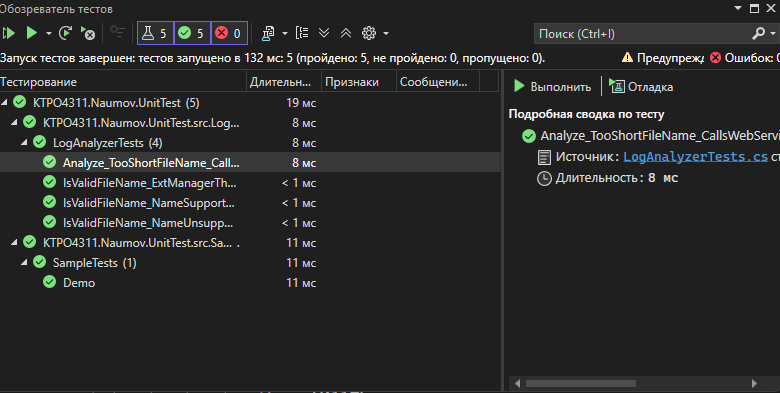 Обозреватель тестов
5 5 0
Поиск (Ctrl+I)
Запуск тестов завершен: тестов запущено в 132 мс: 5 (пройдено: 5, не пройдено: 0, пропущено: 0).
Предупрежд
Ошибок: 0
Тестирование Длительн... Признаки Сообщени...
KTPO4311.Naumov.UnitTest (5) 19 мс
KTPO4311.Naumov.UnitTest.src.Log... 8 мс
LogAnalyzerTests (4) 8 мс
Analyze_TooShortFileName_Call... 8 мс
IsValidFileName_ExtManagerTh... < 1 мс
IsValidFileName_NameSupport... < 1 мс
IsValidFileName_NameUnsupp... < 1 мс
KTPO4311.Naumov.UnitTest.src.Sa... 11 мс
SampleTests (1) 11 мс
Demo 11 мс
Выполнить Отладка
Подробная сводка по тесту
Analyze_TooShortFileName_CallsWebServi
Источник: LogAnalyzerTests.cs ст
Длительность: 8 мс